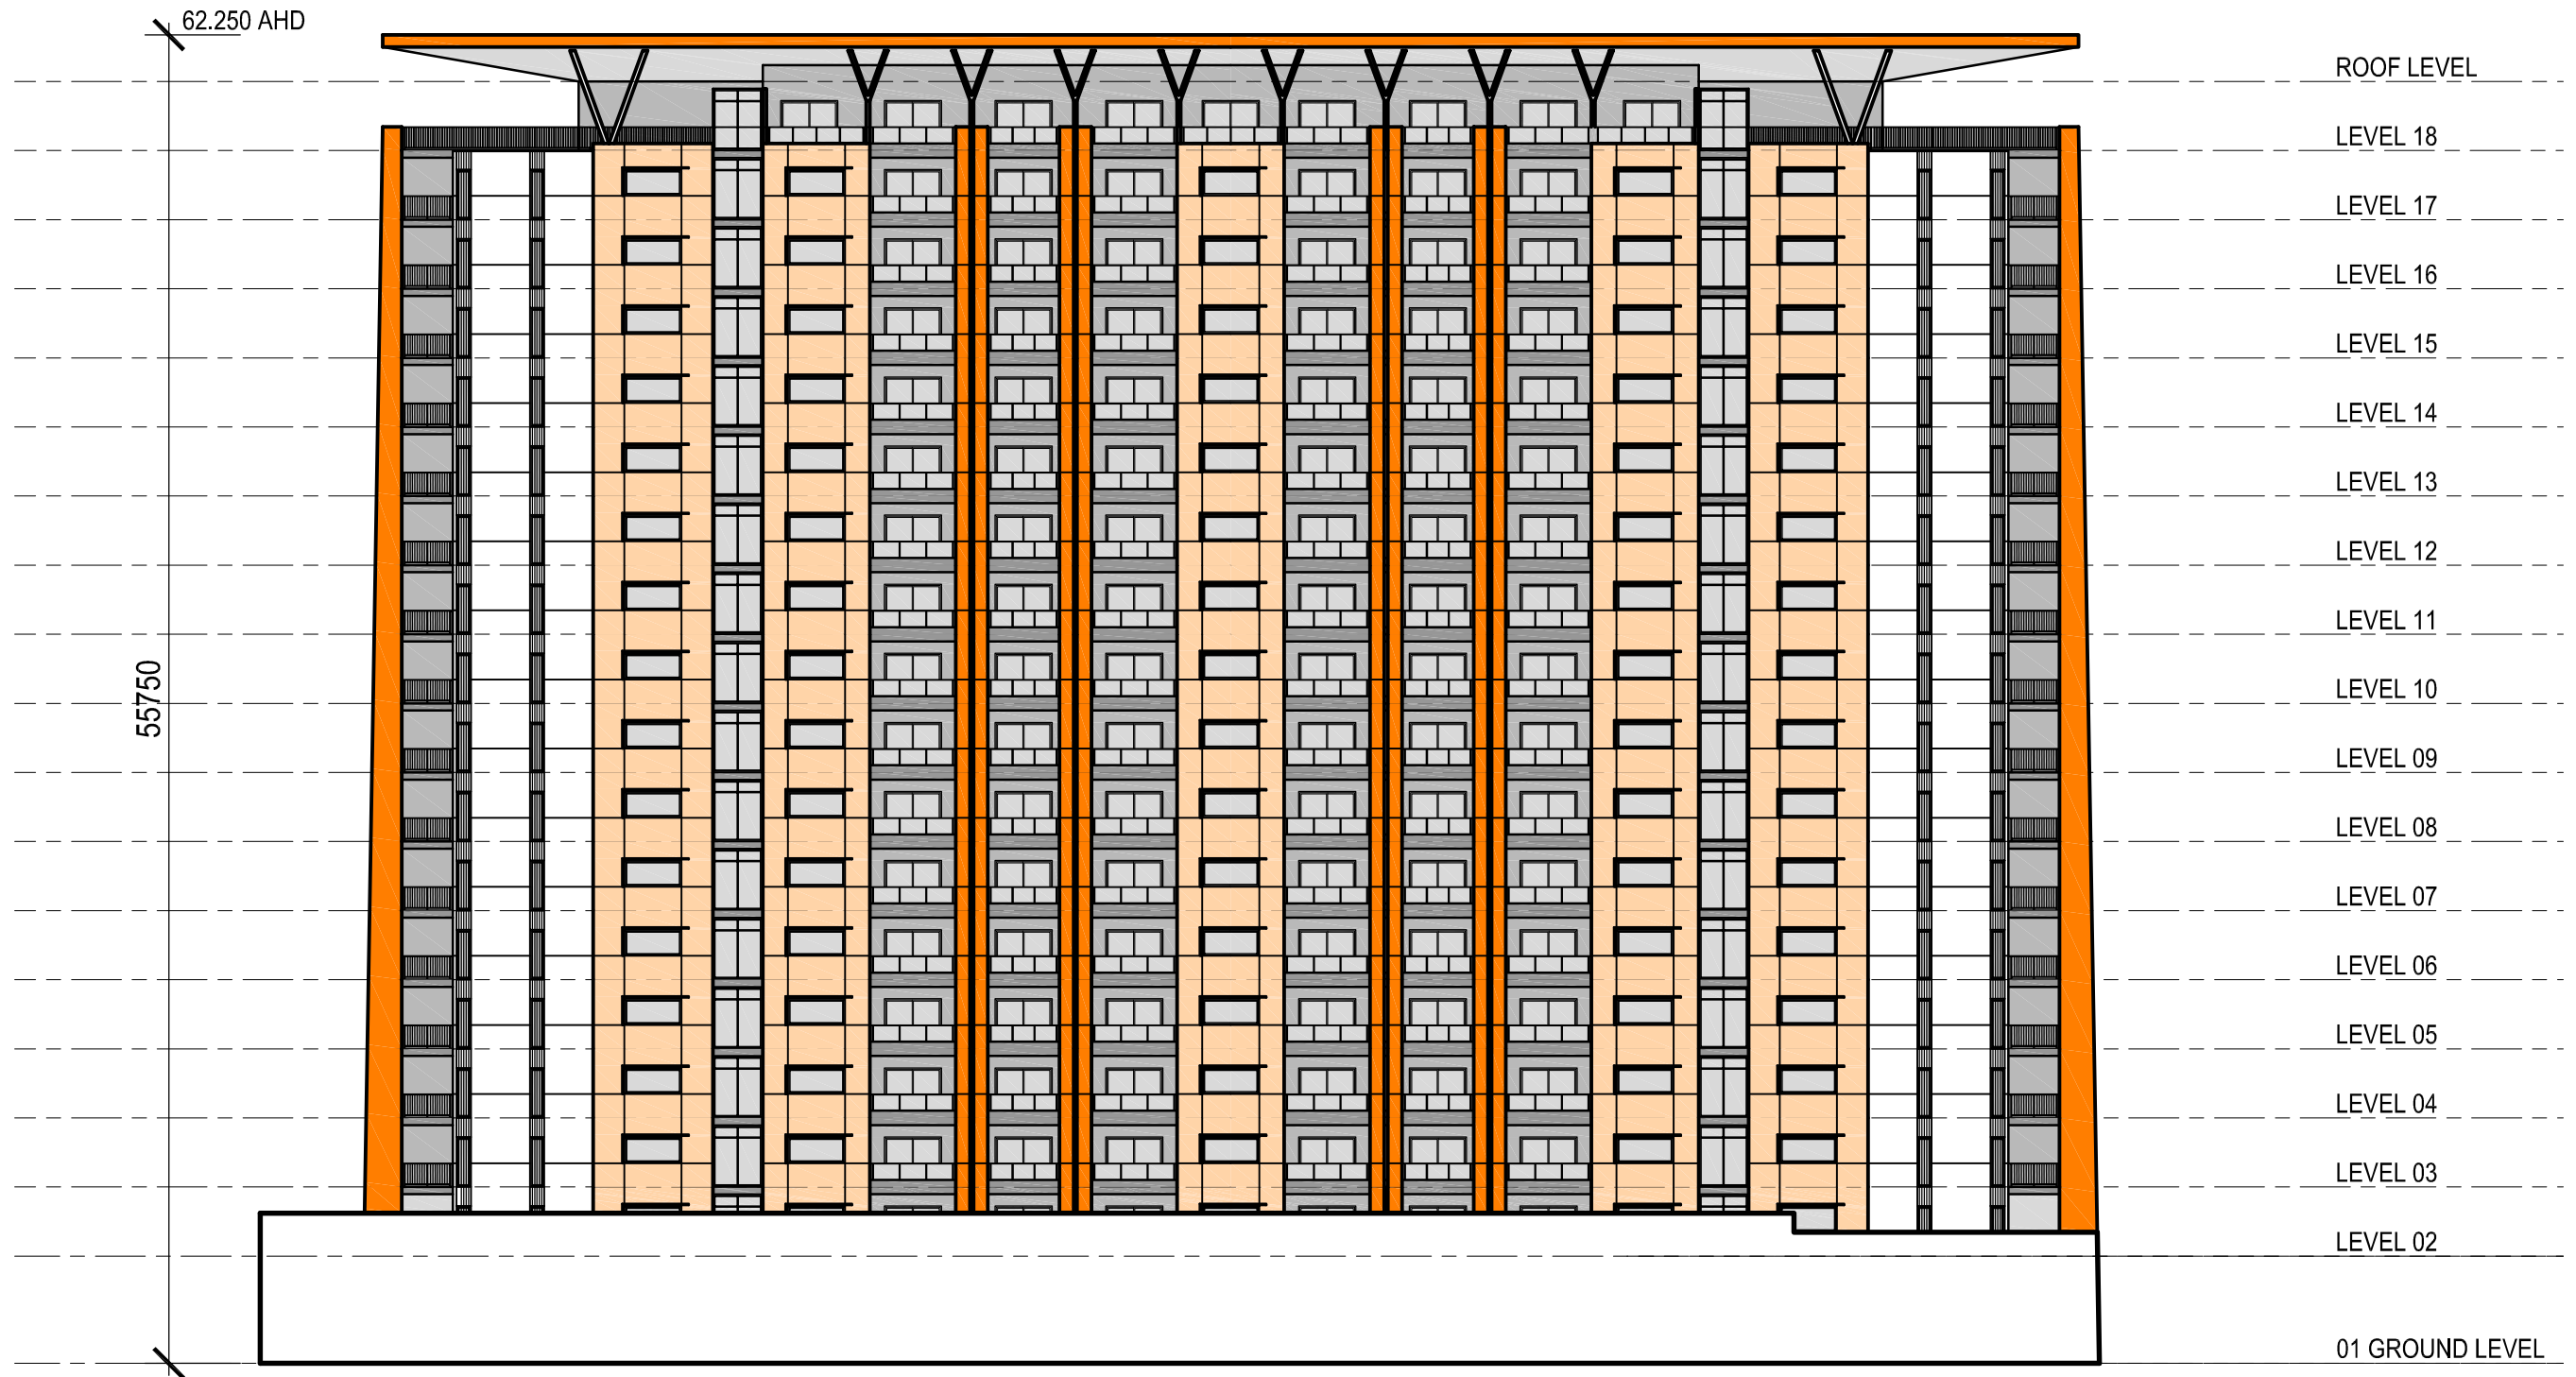 62.250 AHD
ROOF LEVEL
LEVEL 18
LEVEL 17
LEVEL 16
LEVEL 15
LEVEL 14
LEVEL 13
LEVEL 12
LEVEL 11
55750
LEVEL 10
LEVEL 09
LEVEL 08
LEVEL 07
LEVEL 06
LEVEL 05
LEVEL 04
LEVEL 03
LEVEL 02
01 GROUND LEVEL